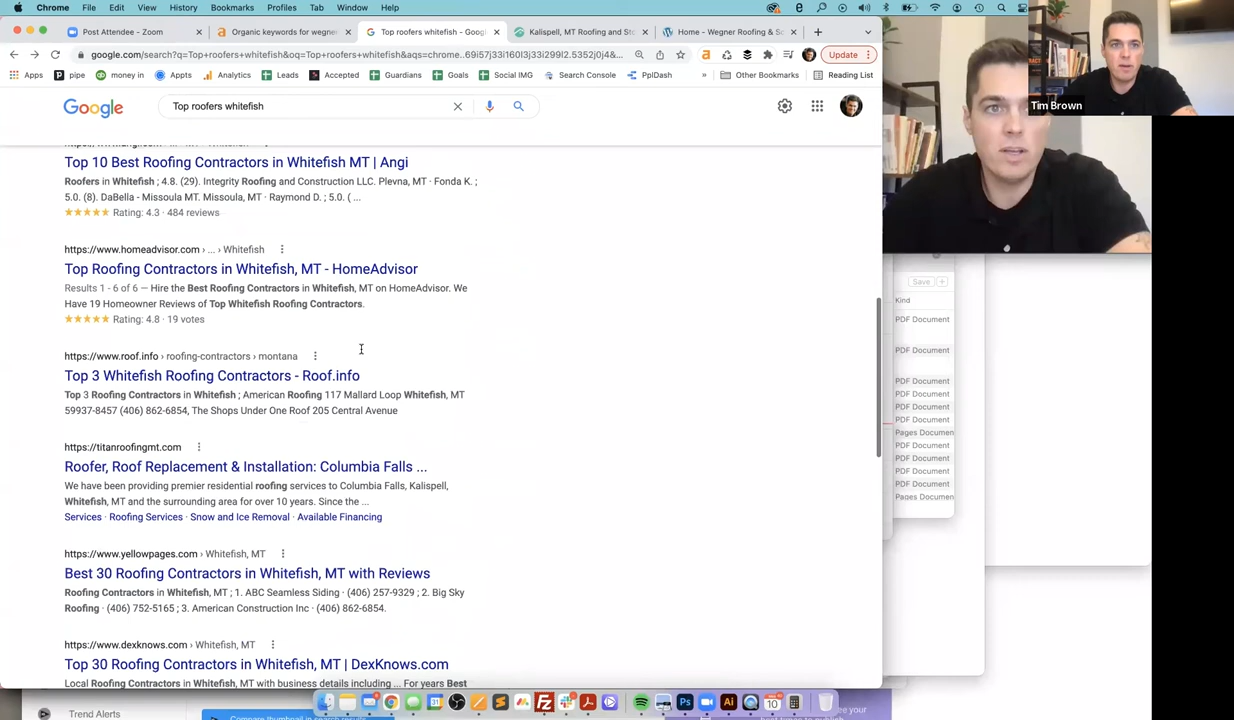 Chrome File Edit View History Bookmarks Profiles Tab Window Help
Post Attendee – Zoom
Organic keywords for wegner
Top roofers whitefish - Goog
Kalispell, MT Roofing and Sto
Home - Wegner Roofing & So
google.com/search?q=Top+roofers+whitefish&oq=Top+roofers+whitefish&aqs=chrome..69i57j33i160l3j33i299l2.5352j0j4&...
Update
Apps pipe money in Appts Analytics Leads Accepted Guardians Goals Social IMG Search Console PplDash » Other Bookmarks Reading List
Google
Top roofers whitefish
Tim Brown
Top 10 Best Roofing Contractors in Whitefish MT | Angi
Roofers in Whitefish ; 4.8. (29). Integrity Roofing and Construction LLC. Plevna, MT · Fonda K. ;
5.0. (8). DaBella - Missoula MT. Missoula, MT · Raymond D. ; 5.0. ( ...
Rating: 4.3 · 484 reviews
https://www.homeadvisor.com › ... › Whitefish
Top Roofing Contractors in Whitefish, MT - HomeAdvisor
Results 1 - 6 of 6 — Hire the Best Roofing Contractors in Whitefish, MT on HomeAdvisor. We
Have 19 Homeowner Reviews of Top Whitefish Roofing Contractors.
Rating: 4.8 · 19 votes
https://www.roof.info › roofing-contractors › montana
Top 3 Whitefish Roofing Contractors - Roof.info
Top 3 Roofing Contractors in Whitefish ; American Roofing 117 Mallard Loop Whitefish, MT
59937-8457 (406) 862-6854, The Shops Under One Roof 205 Central Avenue
https://titanroofingmt.com
Roofer, Roof Replacement & Installation: Columbia Falls ...
We have been providing premier residential roofing services to Columbia Falls, Kalispell,
Whitefish, MT and the surrounding area for over 10 years. Since the ...
Services · Roofing Services · Snow and Ice Removal · Available Financing
https://www.yellowpages.com › Whitefish, MT
Best 30 Roofing Contractors in Whitefish, MT with Reviews
Roofing Contractors in Whitefish, MT ; 1. ABC Seamless Siding · (406) 257-9329 ; 2. Big Sky
Roofing · (406) 752-5165 ; 3. American Construction Inc · (406) 862-6854.
https://www.dexknows.com › Whitefish, MT
Top 30 Roofing Contractors in Whitefish, MT | DexKnows.com
Local Roofing Contractors in Whitefish, MT with business details including ... For years Best
Save
Kind
PDF Document
PDF Document
PDF Document
PDF Document
PDF Document
PDF Document
Pages Documen
PDF Document
PDF Document
PDF Document
PDF Document
Pages Documen
Trend Alerts
Compare thumbnail in search results